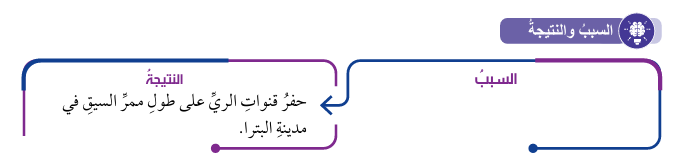 السببُ والنتيجةُ
السببُ
النتيجةُ
حفرُ قنواتِ الريِّ على طولِ ممرِّ السيقِ في
مدينةِ البترا.